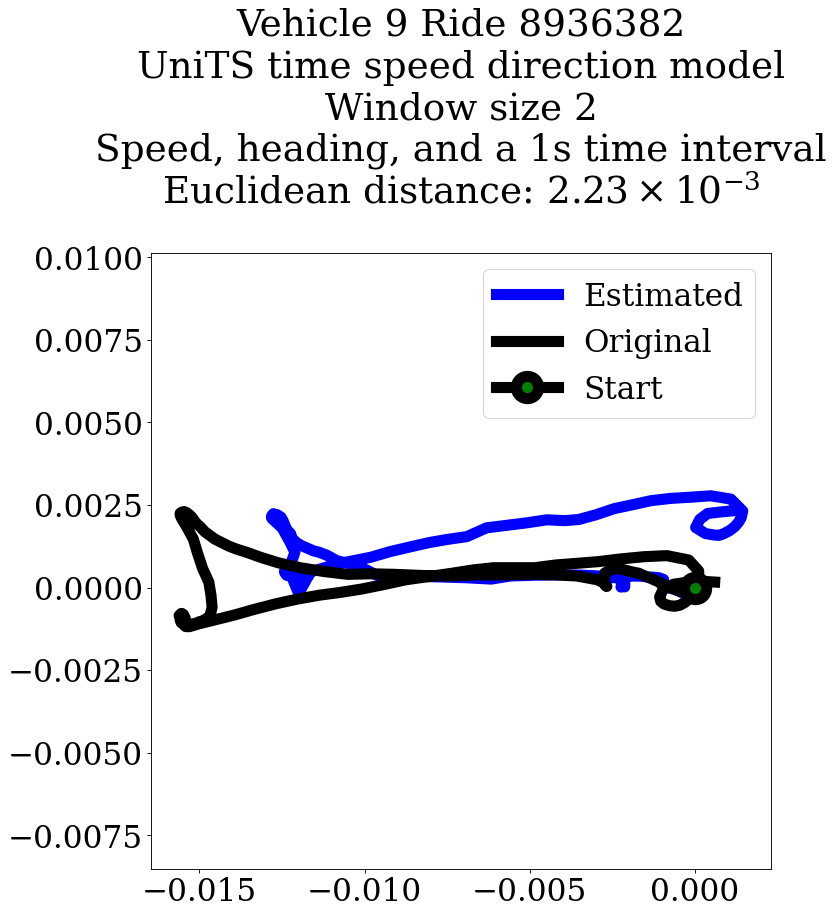 Vehicle 9 Ride 8936382
UniTS time speed direction model
Window size 2
Speed, heading, and a 1s time interval
Euclidean distance: 2.23 × 10⁻³
0.0100
0.0075
0.0050
0.0025
0.0000
−0.0025
−0.0050
−0.0075
Estimated
Original
Start
−0.015
−0.010
−0.005
0.000